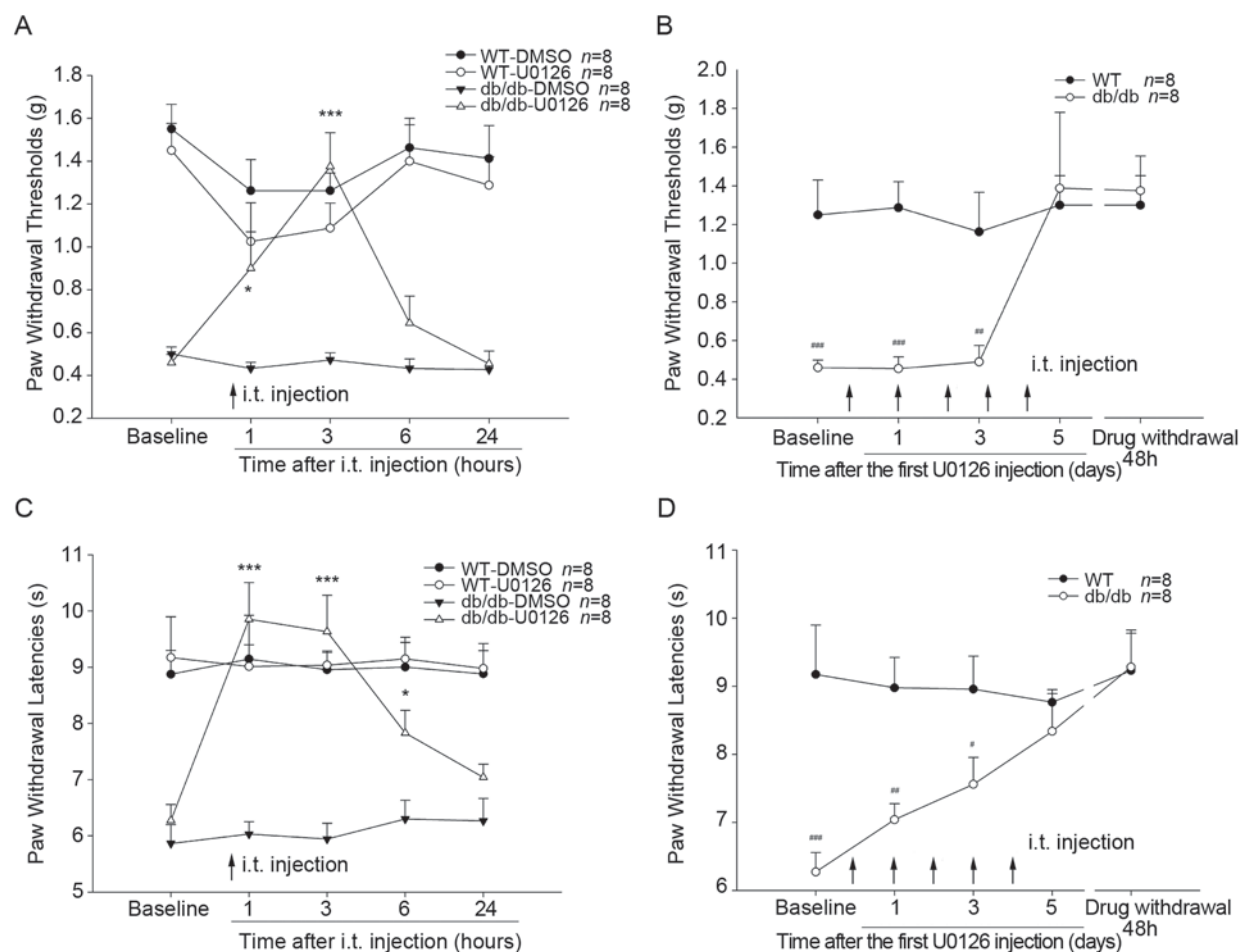 A
WT-DMSO n=8
WT-U0126 n=8
db/db-DMSO n=8
db/db-U0126 n=8
Paw Withdrawal Thresholds (g)
1.8
1.6
1.4
1.2
1.0
0.8
0.6
0.4
0.2
***
*
i.t. injection
Baseline 1 3 6 24
Time after i.t. injection (hours)
B
WT n=8
db/db n=8
Paw Withdrawal Thresholds (g)
2.0
1.8
1.6
1.4
1.2
1.0
0.8
0.6
0.4
0.2
### ### ##
i.t. injection
Baseline 1 3 5 Drug withdrawal
48h
Time after the first U0126 injection (days)
C
WT-DMSO n=8
WT-U0126 n=8
db/db-DMSO n=8
db/db-U0126 n=8
Paw Withdrawal Latencies (s)
11
10
9
8
7
6
5
*** ***
*
i.t. injection
Baseline 1 3 6 24
Time after i.t. injection (hours)
D
WT n=8
db/db n=8
Paw Withdrawal Latencies (s)
11
10
9
8
7
6
### ## #
i.t. injection
Baseline 1 3 5 Drug withdrawal
48h
Time after the first U0126 injection (days)